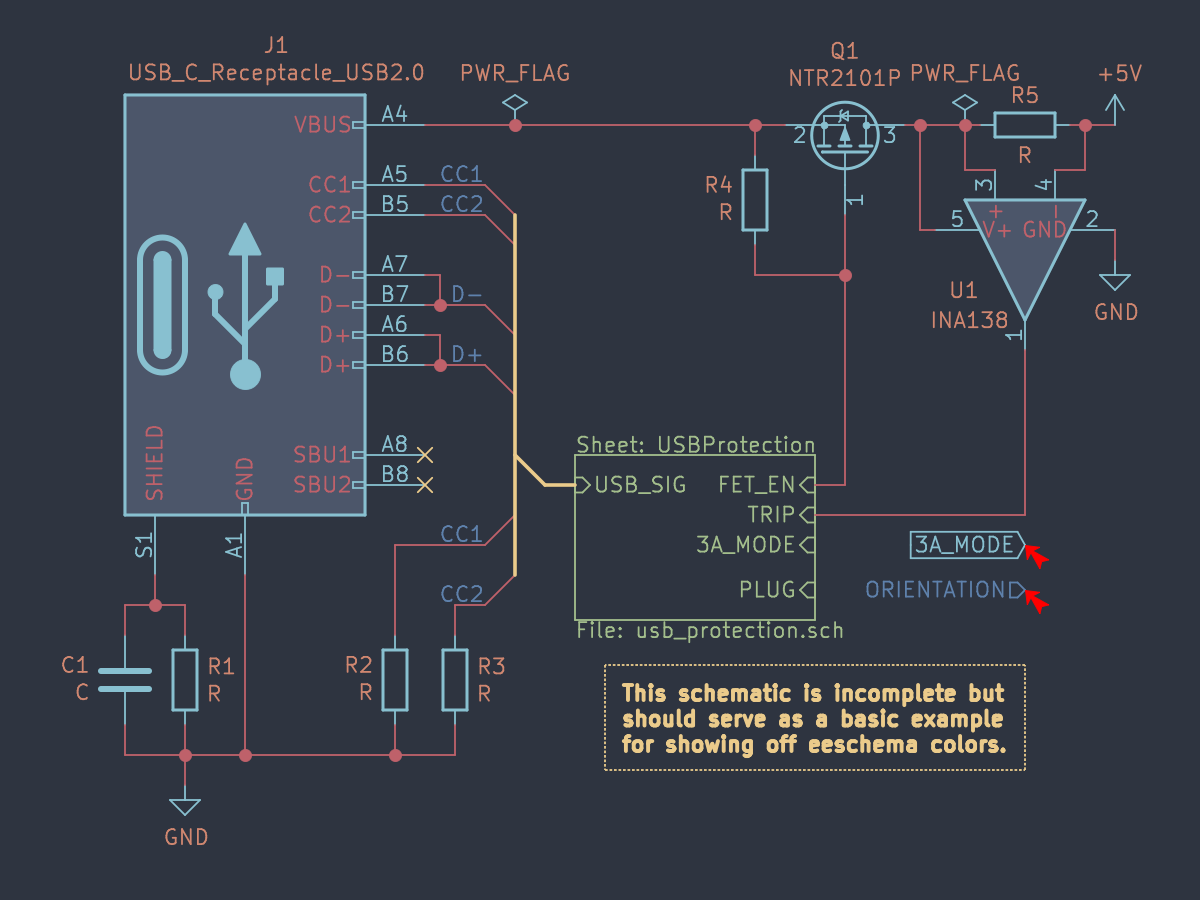 J1
USB_C_Receptacle_USB2.0
PWR_FLAG
Q1
NTR2101P
PWR_FLAG
+5V
R5
R
VBUS
A4
2
3
CC1
A5
CC1
CC2
B5
CC2
R4
R
1
3
4
5
+
−
V+
GND
2
D−
A7
D−
B7
D−
D+
A6
D+
B6
D+
U1
INA138
1
GND
SHIELD
GND
SBU1
A8
SBU2
B8
Sheet: USBProtection
USB_SIG
FET_EN
TRIP
3A_MODE
PLUG
File: usb_protection.sch
3A_MODE
ORIENTATION
S1
A1
CC1
CC2
C1
C
R1
R
R2
R
R3
R
This schematic is incomplete but
should serve as a basic example
for showing off eeschema colors.
GND